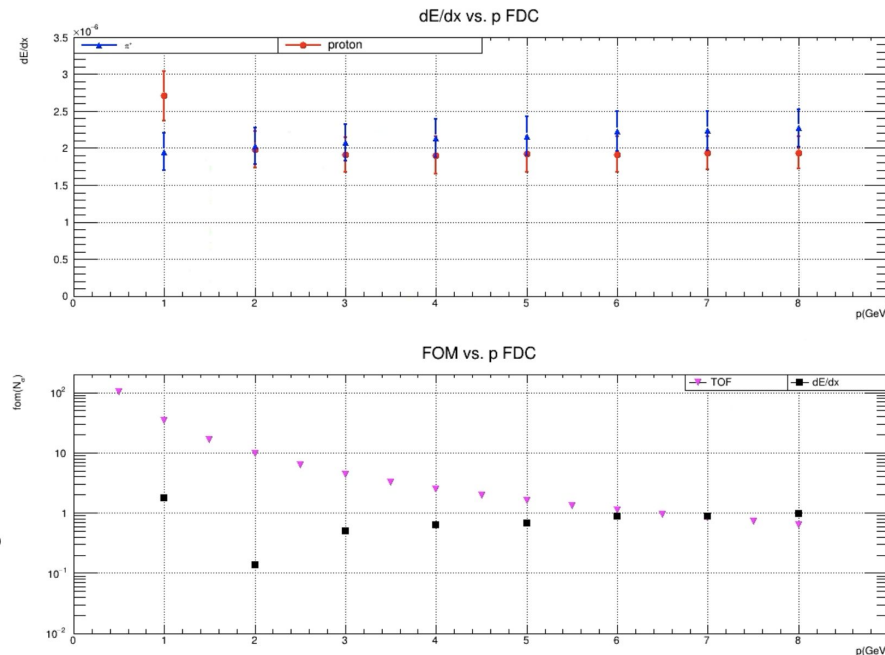 dE/dx vs. p FDC
×10⁻⁶
dE/dx
π⁺ proton
3.5
3
2.5
2
1.5
1
0.5
0
0 1 2 3 4 5 6 7 8
p(GeV
FOM vs. p FDC
fom(Nσ)
TOF dE/dx
10²
10
1
10⁻¹
10⁻²
0 1 2 3 4 5 6 7 8
p(GeV